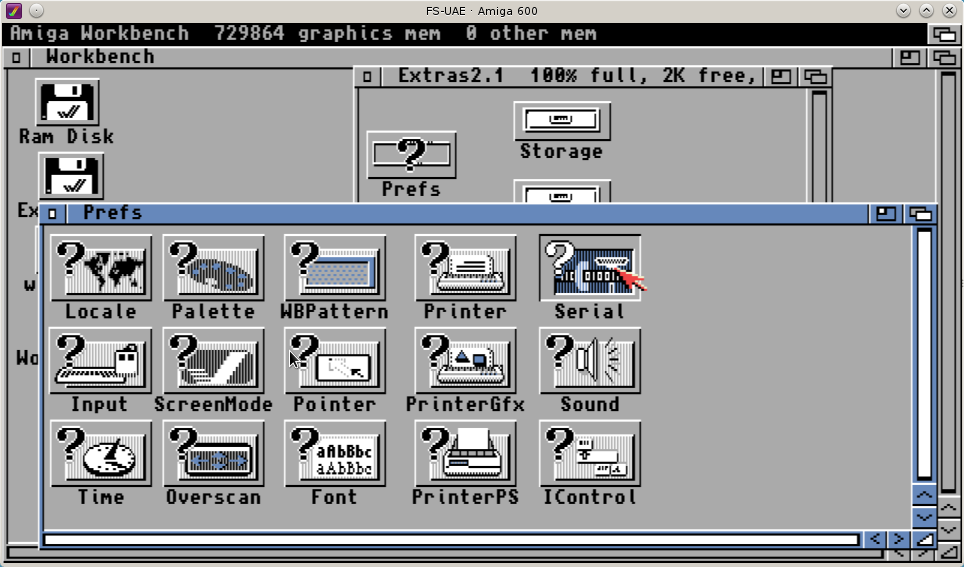 FS-UAE · Amiga 600
Amiga Workbench 729864 graphics mem 0 other mem
Workbench
Extras2.1 100% full, 2K free,
Ram Disk
Storage
Prefs
Ex
Prefs
W
Wo
Locale Palette WBPattern Printer Serial
Input ScreenMode Pointer PrinterGfx Sound
aAbBbc
aAbBbc
Time Overscan Font PrinterPS IControl